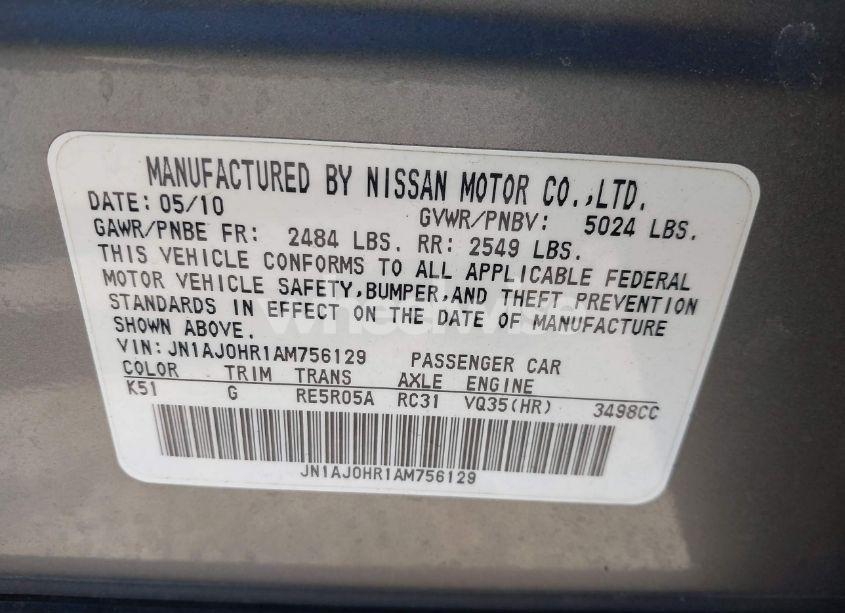 MANUFACTURED BY NISSAN MOTOR CO.,LTD.
DATE: 05/10 GVWR/PNBV: 5024 LBS.
GAWR/PNBE FR: 2484 LBS. RR: 2549 LBS.
THIS VEHICLE CONFORMS TO ALL APPLICABLE FEDERAL
MOTOR VEHICLE SAFETY,BUMPER,AND THEFT PREVENTION
STANDARDS IN EFFECT ON THE DATE OF MANUFACTURE
SHOWN ABOVE.
VIN:JN1AJ0HR1AM756129 PASSENGER CAR
COLOR TRIM TRANS AXLE ENGINE
K51 G RE5R05A RC31 VQ35(HR) 3498CC
JN1AJ0HR1AM756129